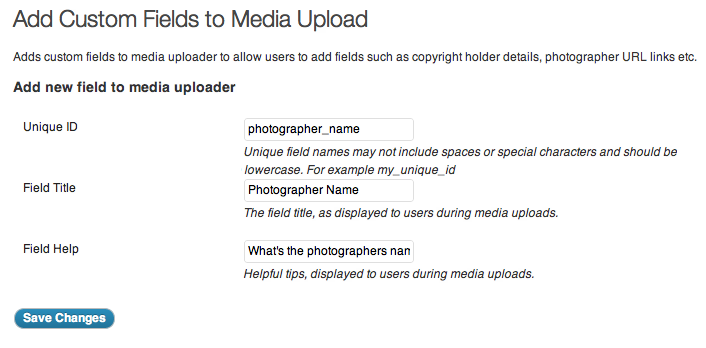 Add Custom Fields to Media Upload
Adds custom fields to media uploader to allow users to add fields such as copyright holder details, photographer URL links etc.
Add new field to media uploader
Unique ID
photographer_name
Unique field names may not include spaces or special characters and should be
lowercase. For example my_unique_id
Field Title
Photographer Name
The field title, as displayed to users during media uploads.
Field Help
What's the photographers nam
Helpful tips, displayed to users during media uploads.
Save Changes